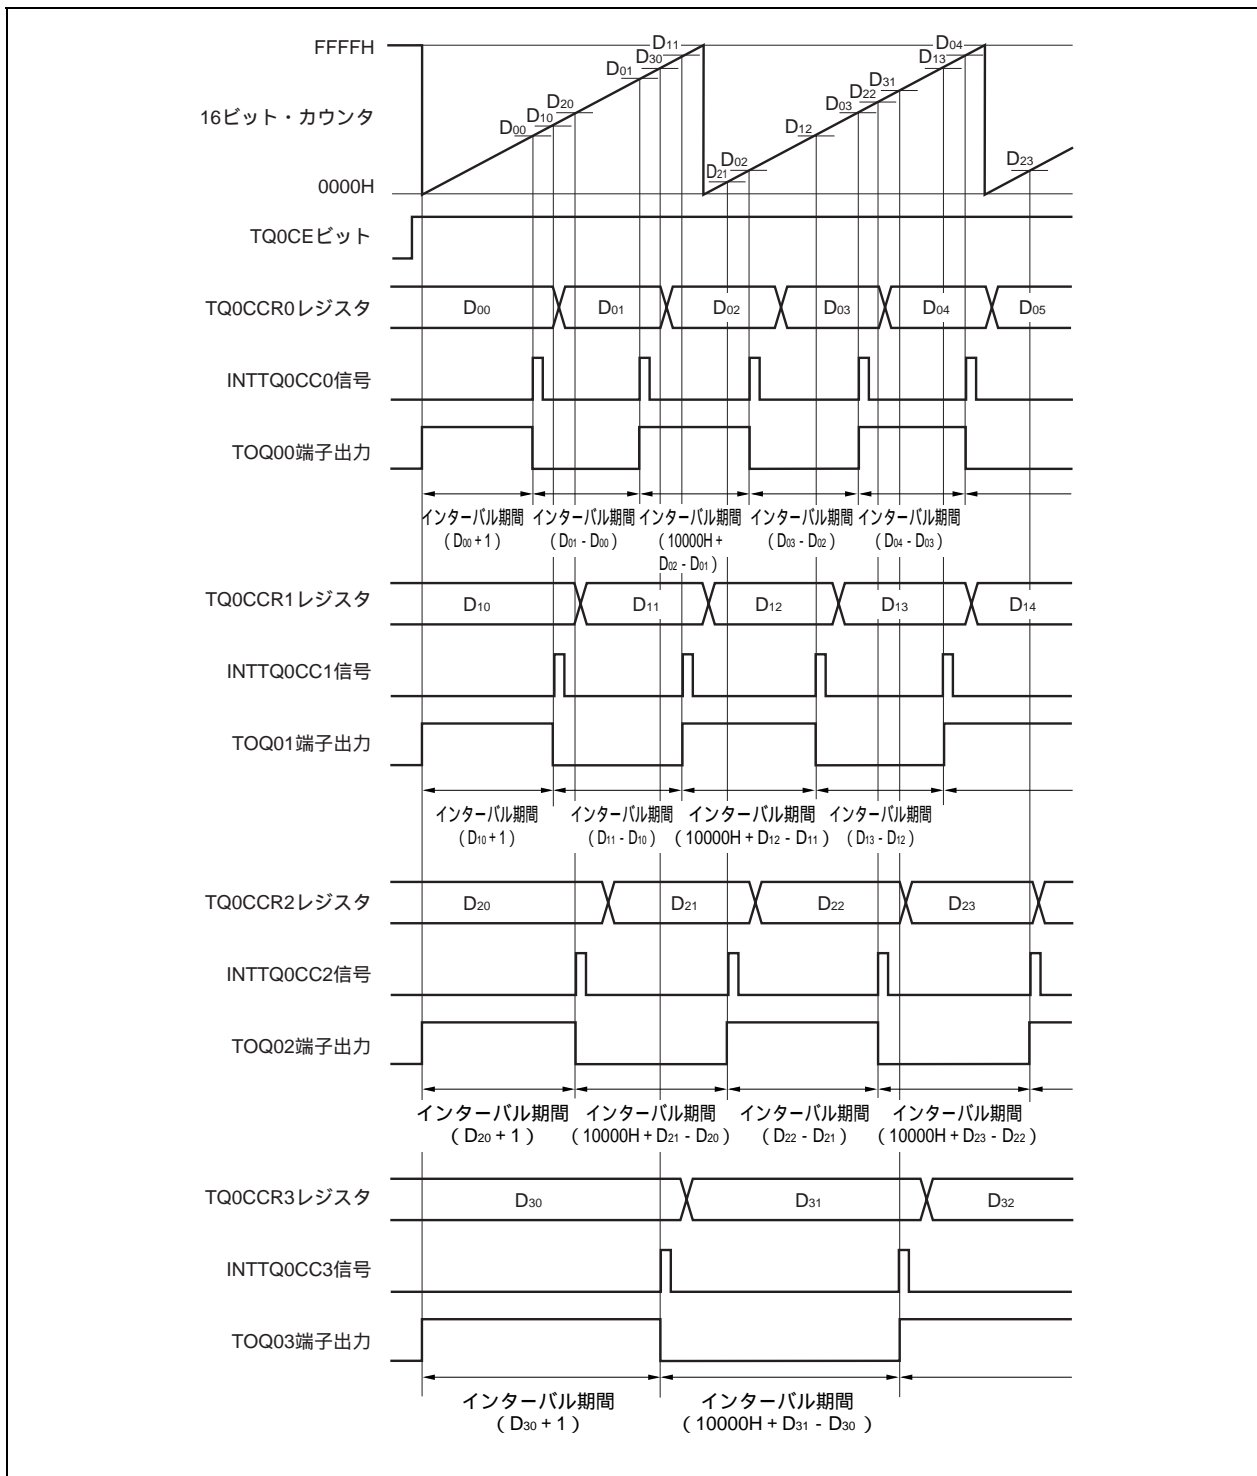 FFFFH
16ビット・カウンタ
0000H
D00
D10
D20
D01
D30
D11
D21
D02
D12
D03
D22
D31
D13
D04
D23
TQ0CEビット
TQ0CCR0レジスタ
D00
D01
D02
D03
D04
D05
INTTQ0CC0信号
TOQ00端子出力
インターバル期間
(D00 + 1)
インターバル期間
(D01 - D00)
インターバル期間
(10000H +
D02 - D01)
インターバル期間
(D03 - D02)
インターバル期間
(D04 - D03)
TQ0CCR1レジスタ
D10
D11
D12
D13
D14
INTTQ0CC1信号
TOQ01端子出力
インターバル期間
(D10 + 1)
インターバル期間
(D11 - D10)
インターバル期間
(10000H + D12 - D11)
インターバル期間
(D13 - D12)
TQ0CCR2レジスタ
D20
D21
D22
D23
INTTQ0CC2信号
TOQ02端子出力
インターバル期間
(D20 + 1)
インターバル期間
(10000H + D21 - D20)
インターバル期間
(D22 - D21)
インターバル期間
(10000H + D23 - D22)
TQ0CCR3レジスタ
D30
D31
D32
INTTQ0CC3信号
TOQ03端子出力
インターバル期間
(D30 + 1)
インターバル期間
(10000H + D31 - D30)